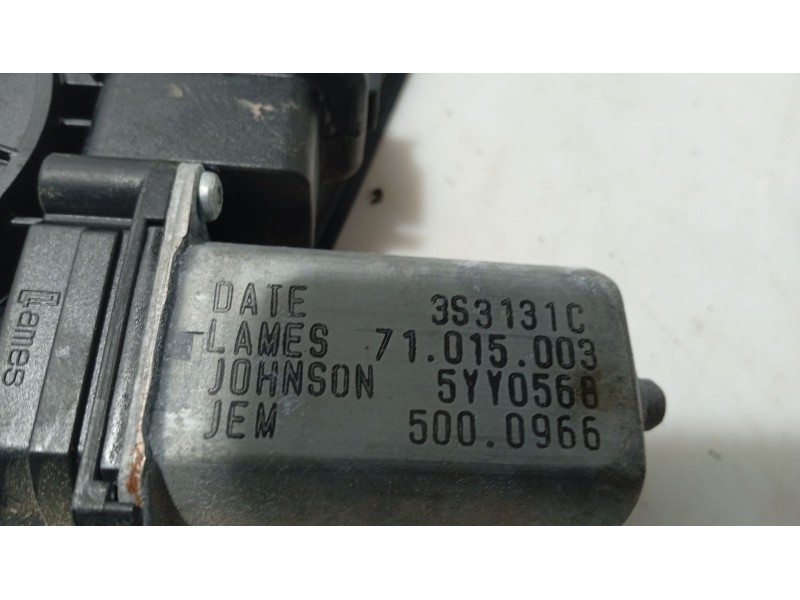 DATE 3S3131C
LAMES 71.015.003
JOHNSON 5YY0568
JEM 500.0966
Lames